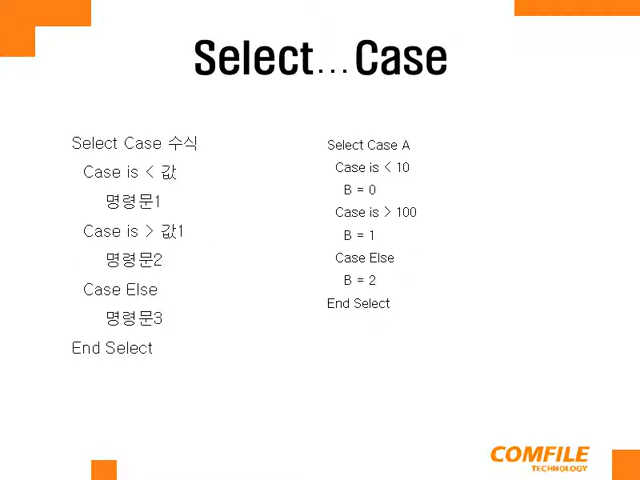 Select...Case
Select Case 수식
Case is < 값
명령문1
Case is > 값1
명령문2
Case Else
명령문3
End Select
Select Case A
Case is < 10
B = 0
Case is > 100
B = 1
Case Else
B = 2
End Select
COMFILE
TECHNOLOGY